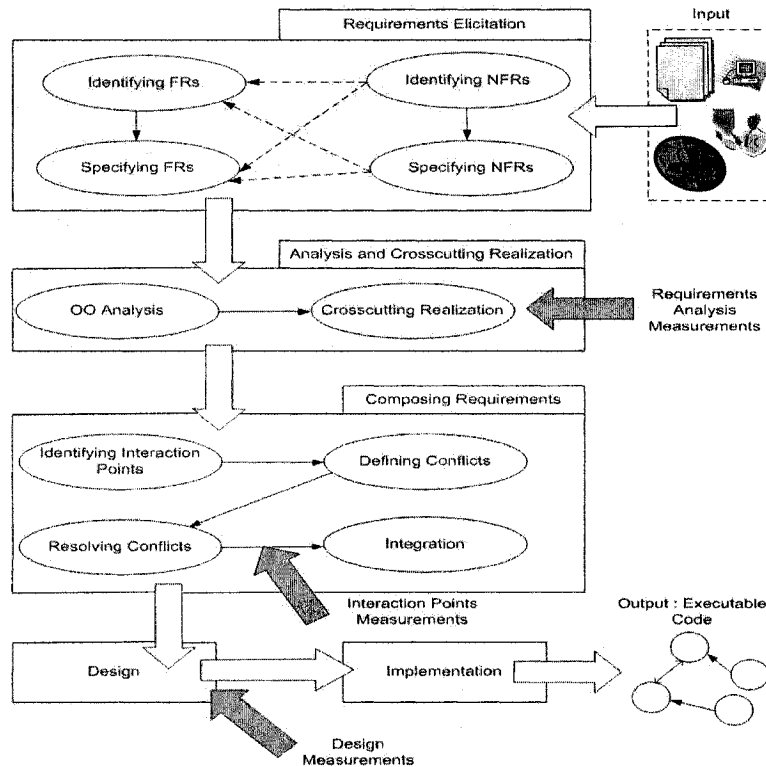 Requirements Elicitation
Input
Identifying FRs
Identifying NFRs
Specifying FRs
Specifying NFRs
Analysis and Crosscutting Realization
OO Analysis
Crosscutting Realization
Requirements
Analysis
Measurements
Composing Requirements
Identifying Interaction
Points
Defining Conflicts
Resolving Conflicts
Integration
Interaction Points
Measurements
Output : Executable
Code
Design
Implementation
Design
Measurements